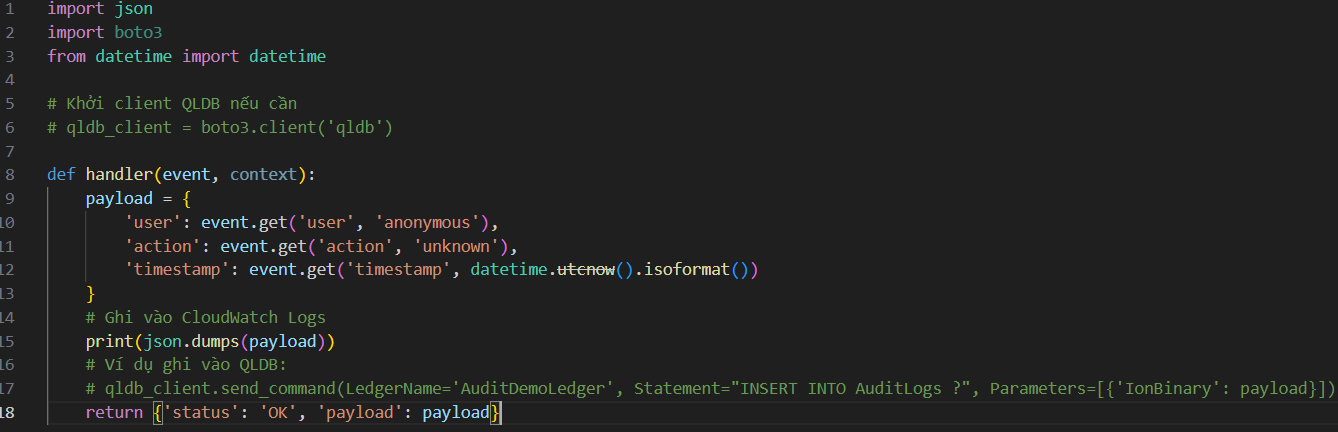 1 import json
2 import boto3
3 from datetime import datetime
4
5 # Khởi client QLDB nếu cần
6 # qldb_client = boto3.client('qldb')
7
8 def handler(event, context):
9     payload = {
10         'user': event.get('user', 'anonymous'),
11         'action': event.get('action', 'unknown'),
12         'timestamp': event.get('timestamp', datetime.utcnow().isoformat())
13     }
14     # Ghi vào CloudWatch Logs
15     print(json.dumps(payload))
16     # Ví dụ ghi vào QLDB:
17     # qldb_client.send_command(LedgerName='AuditDemoLedger', Statement="INSERT INTO AuditLogs ?", Parameters=[{'IonBinary': payload}])
18     return {'status': 'OK', 'payload': payload}